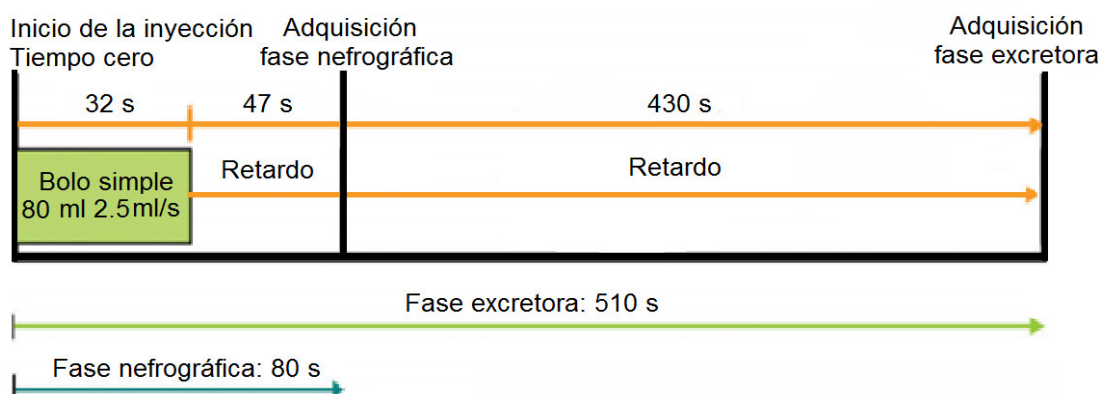 Inicio de la inyección
Tiempo cero
Adquisición
fase nefrográfica
Adquisición
fase excretora
32 s
47 s
430 s
Bolo simple
80 ml 2.5ml/s
Retardo
Retardo
Fase excretora: 510 s
Fase nefrográfica: 80 s